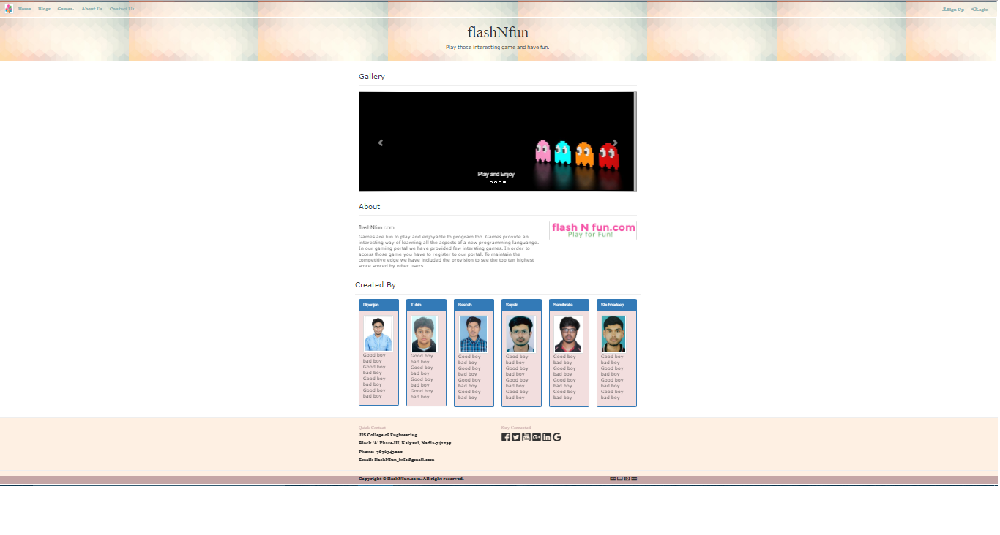 Home Blogs Games About Us Contact Us Sign Up Login
flashNfun
Play those interesting game and have fun.
Gallery
Play and Enjoy
About
flashNfun.com
Games are fun to play and enjoyable to program too. Games provide an
interesting way of learning all the aspects of a new programming languange.
In our gaming portal we have provided few intersting games. In order to
access those game you have to register to our portal. To maintain the
competitive edge we have included the provision to see the top ten highest
score scored by other users.
flash N fun.com
Play for Fun!
Created By
Dipanjan
Good boy
bad boy
Good boy
bad boy
Good boy
bad boy
Good boy
bad boy
Tuhin
Good boy
bad boy
Good boy
bad boy
Good boy
bad boy
Good boy
bad boy
Bastab
Good boy
bad boy
Good boy
bad boy
Good boy
bad boy
Good boy
bad boy
Sayak
Good boy
bad boy
Good boy
bad boy
Good boy
bad boy
Good boy
bad boy
Sambrata
Good boy
bad boy
Good boy
bad boy
Good boy
bad boy
Good boy
bad boy
Shubhadeep
Good boy
bad boy
Good boy
bad boy
Good boy
bad boy
Good boy
bad boy
Quick Contact
JIS College of Engineering
Block 'A' Phase-III, Kalyani, Nadia-741235
Phone:- 9876543210
Email:-flashNfun_info@gmail.com
Stay Connected
Copyright © flashNfun.com. All right reserved.